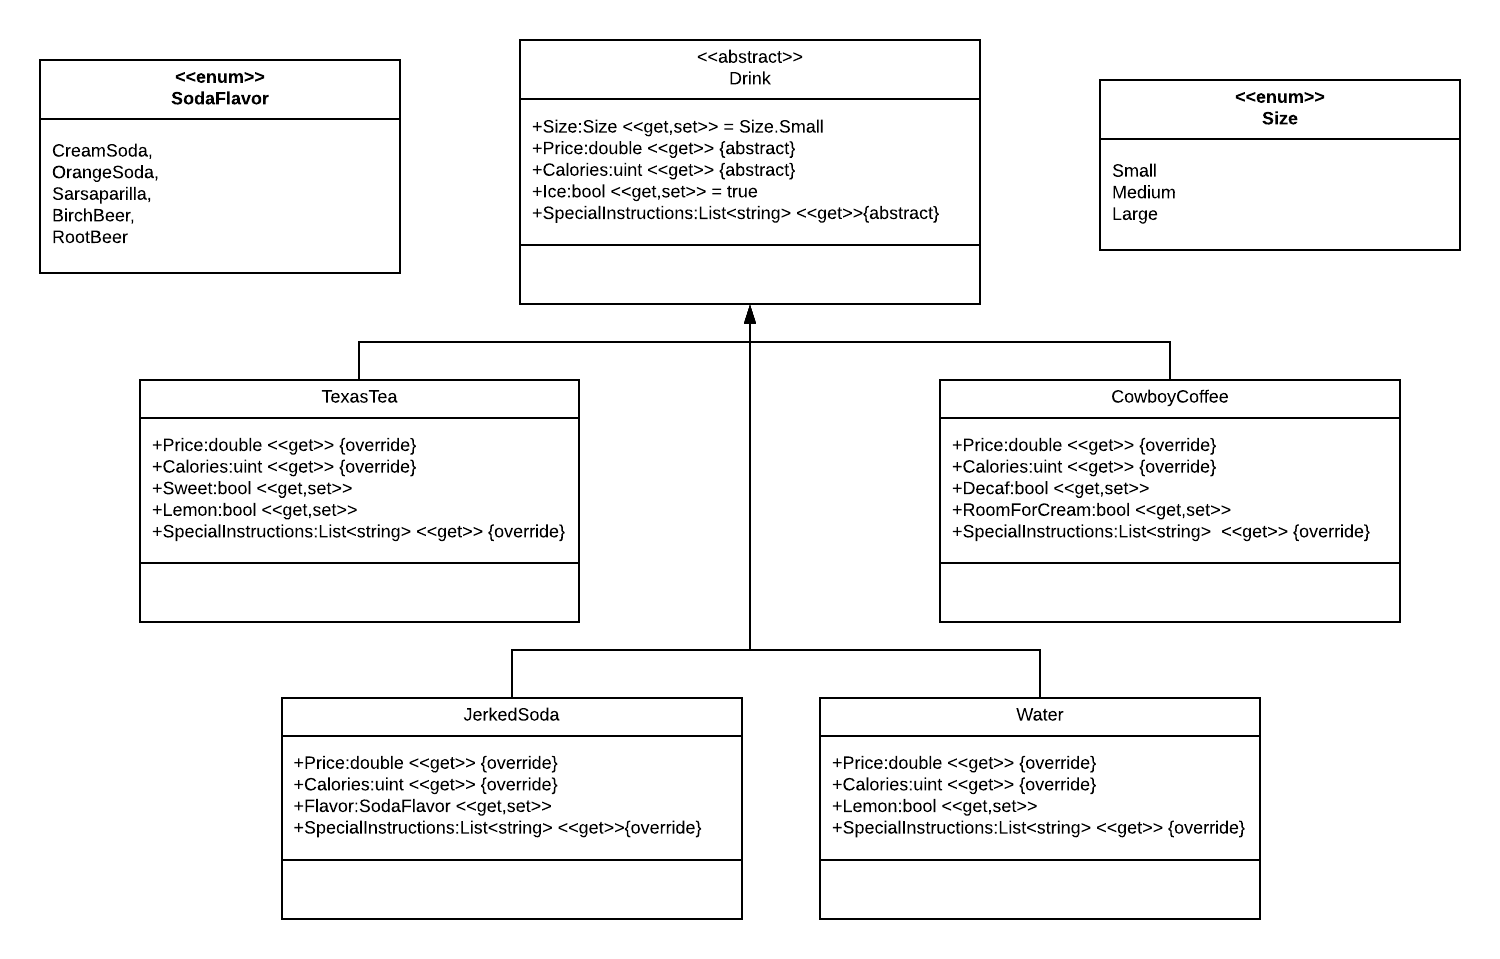 <<enum>>
SodaFlavor
CreamSoda,
OrangeSoda,
Sarsaparilla,
BirchBeer,
RootBeer
<<abstract>>
Drink
+Size:Size <<get,set>> = Size.Small
+Price:double <<get>> {abstract}
+Calories:uint <<get>> {abstract}
+Ice:bool <<get,set>> = true
+SpecialInstructions:List<string> <<get>>{abstract}
<<enum>>
Size
Small
Medium
Large
TexasTea
+Price:double <<get>> {override}
+Calories:uint <<get>> {override}
+Sweet:bool <<get,set>>
+Lemon:bool <<get,set>>
+SpecialInstructions:List<string> <<get>> {override}
CowboyCoffee
+Price:double <<get>> {override}
+Calories:uint <<get>> {override}
+Decaf:bool <<get,set>>
+RoomForCream:bool <<get,set>>
+SpecialInstructions:List<string>  <<get>> {override}
JerkedSoda
+Price:double <<get>> {override}
+Calories:uint <<get>> {override}
+Flavor:SodaFlavor <<get,set>>
+SpecialInstructions:List<string> <<get>>{override}
Water
+Price:double <<get>> {override}
+Calories:uint <<get>> {override}
+Lemon:bool <<get,set>>
+SpecialInstructions:List<string> <<get>> {override}